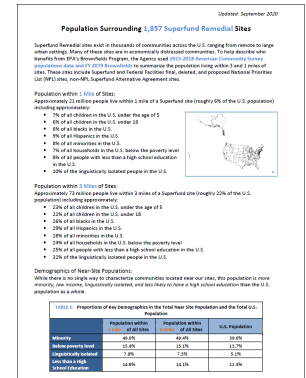 Updated: September 2020
Population Surrounding 1,857 Superfund Remedial Sites
Superfund Remedial sites exist in thousands of communities across the U.S. ranging from remote to large
urban settings. Many of these sites are in economically distressed communities. To help describe who
benefits from EPA's Brownfields Program, the Agency used 2015-2018 American Community Survey
populations data and FY 2019 Brownfields to summarize the population living within 3 and 1 miles of
sites. These sites include Superfund and Federal Facilities final, deleted, and proposed National Priorities
List (NPL) sites, non-NPL Superfund Alternative Agreement sites.
Population within 1 Mile of Sites:
Approximately 21 million people live within 1 mile of a Superfund site (roughly 6% of the U.S. population)
including approximately:
• 7% of all children in the U.S. under the age of 5
• 6% of all children in the U.S. under 18
• 6% of all blacks in the U.S.
• 9% of all Hispanics in the U.S.
• 8% of all minorities in the U.S.
• 7% of all households in the U.S. below the poverty level
• 8% of all people with less than a high school education
in the U.S.
• 10% of the linguistically isolated people in the U.S.
Population within 3 Miles of Sites:
Approximately 73 million people live within three miles of a Superfund site (roughly 22% of the U.S.
population) including approximately:
• 23% of all children in the U.S. under the age of 5
• 22% of all children in the U.S. under 18
• 26% of all blacks in the U.S.
• 29% of all Hispanics in the U.S.
• 28% of all minorities in the U.S.
• 24% of all households in the U.S. below the poverty level
• 25% of all people with less than a high school education in the U.S.
• 32% of the linguistically isolated people in the U.S.
Demographics of Near-Site Populations:
While there is no single way to characterize communities located near our sites, this population is more
minority, low income, linguistically isolated, and less likely to have a high school education than the U.S.
population as a whole.
TABLE 1: Proportions of Key Demographics in the Total Near Site Population and the Total U.S.
Population
Population within 1 mile of All Sites
Population within 3 miles of All Sites
U.S. Population
Minority 49.8% 49.4% 39.6%
Below poverty level 15.4% 15.1% 13.7%
Linguistically isolated 7.8% 7.3% 5.1%
Less than a High School Education 14.9% 14.1% 12.4%